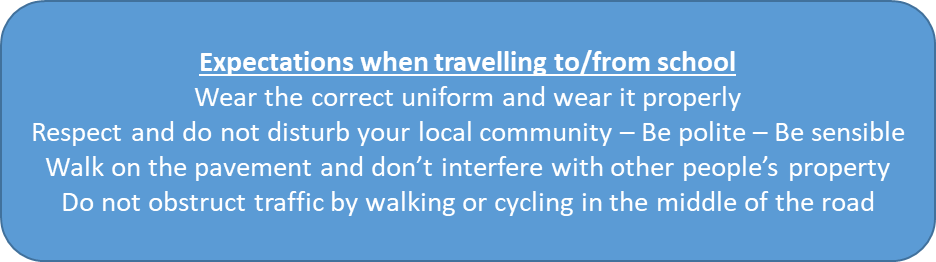 Expectations when travelling to/from school
Wear the correct uniform and wear it properly
Respect and do not disturb your local community – Be polite – Be sensible
Walk on the pavement and don’t interfere with other people’s property
Do not obstruct traffic by walking or cycling in the middle of the road